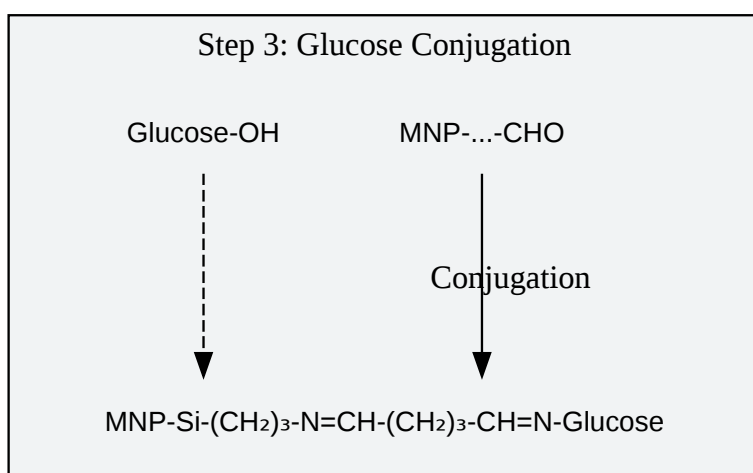 Step 3: Glucose Conjugation
Glucose-OH MNP-...-CHO
Conjugation
MNP-Si-(CH₂)₃-N=CH-(CH₂)₃-CH=N-Glucose